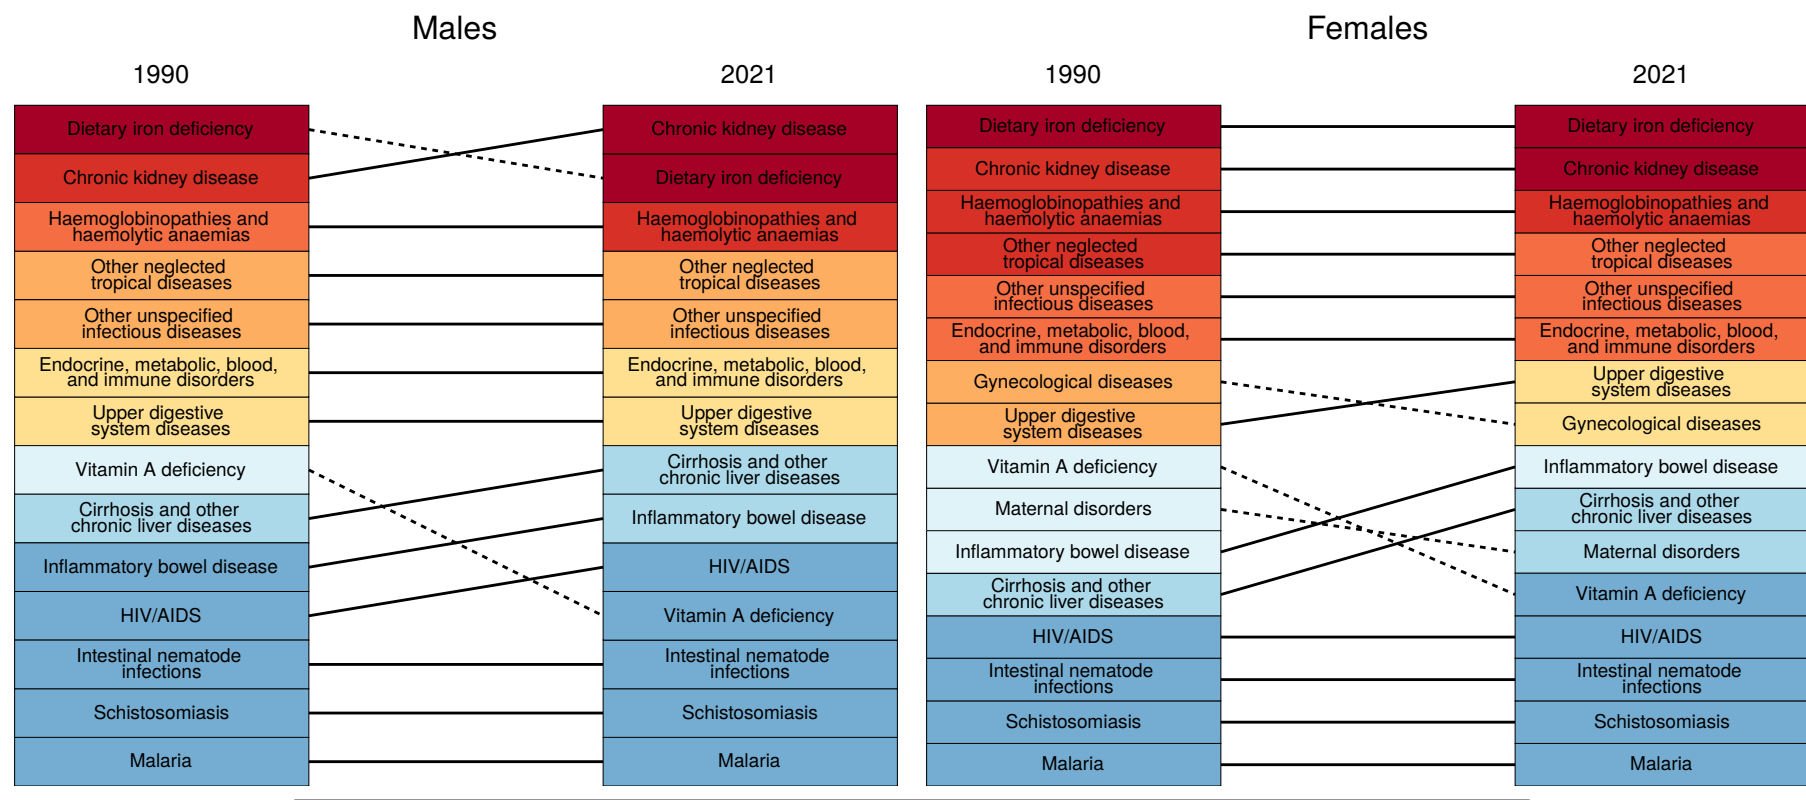 Males
1990
2021
Dietary iron deficiency
Chronic kidney disease
Haemoglobinopathies and
haemolytic anaemias
Other neglected
tropical diseases
Other unspecified
infectious diseases
Endocrine, metabolic, blood,
and immune disorders
Upper digestive
system diseases
Vitamin A deficiency
Cirrhosis and other
chronic liver diseases
Inflammatory bowel disease
HIV/AIDS
Intestinal nematode
infections
Schistosomiasis
Malaria
Chronic kidney disease
Dietary iron deficiency
Haemoglobinopathies and
haemolytic anaemias
Other neglected
tropical diseases
Other unspecified
infectious diseases
Endocrine, metabolic, blood,
and immune disorders
Upper digestive
system diseases
Cirrhosis and other
chronic liver diseases
Inflammatory bowel disease
HIV/AIDS
Vitamin A deficiency
Intestinal nematode
infections
Schistosomiasis
Malaria
Females
1990
2021
Dietary iron deficiency
Chronic kidney disease
Haemoglobinopathies and
haemolytic anaemias
Other neglected
tropical diseases
Other unspecified
infectious diseases
Endocrine, metabolic, blood,
and immune disorders
Gynecological diseases
Upper digestive
system diseases
Vitamin A deficiency
Maternal disorders
Inflammatory bowel disease
Cirrhosis and other
chronic liver diseases
HIV/AIDS
Intestinal nematode
infections
Schistosomiasis
Malaria
Dietary iron deficiency
Chronic kidney disease
Haemoglobinopathies and
haemolytic anaemias
Other neglected
tropical diseases
Other unspecified
infectious diseases
Endocrine, metabolic, blood,
and immune disorders
Upper digestive
system diseases
Gynecological diseases
Inflammatory bowel disease
Cirrhosis and other
chronic liver diseases
Maternal disorders
Vitamin A deficiency
HIV/AIDS
Intestinal nematode
infections
Schistosomiasis
Malaria